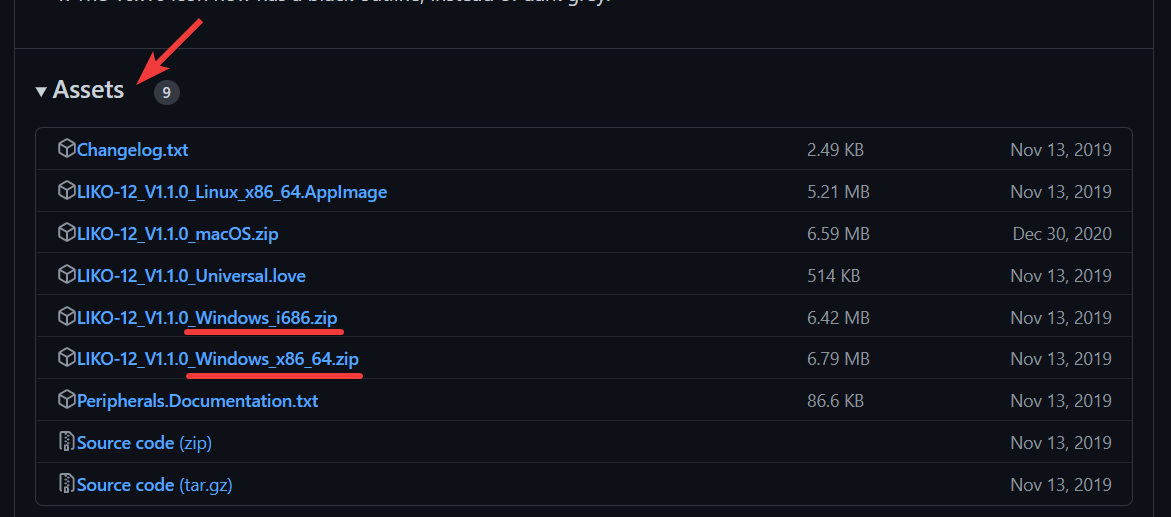 Assets 9
Changelog.txt 2.49 KB Nov 13, 2019
LIKO-12_V1.1.0_Linux_x86_64.AppImage 5.21 MB Nov 13, 2019
LIKO-12_V1.1.0_macOS.zip 6.59 MB Dec 30, 2020
LIKO-12_V1.1.0_Universal.love 514 KB Nov 13, 2019
LIKO-12_V1.1.0_Windows_i686.zip 6.42 MB Nov 13, 2019
LIKO-12_V1.1.0_Windows_x86_64.zip 6.79 MB Nov 13, 2019
Peripherals.Documentation.txt 86.6 KB Nov 13, 2019
Source code (zip) Nov 13, 2019
Source code (tar.gz) Nov 13, 2019